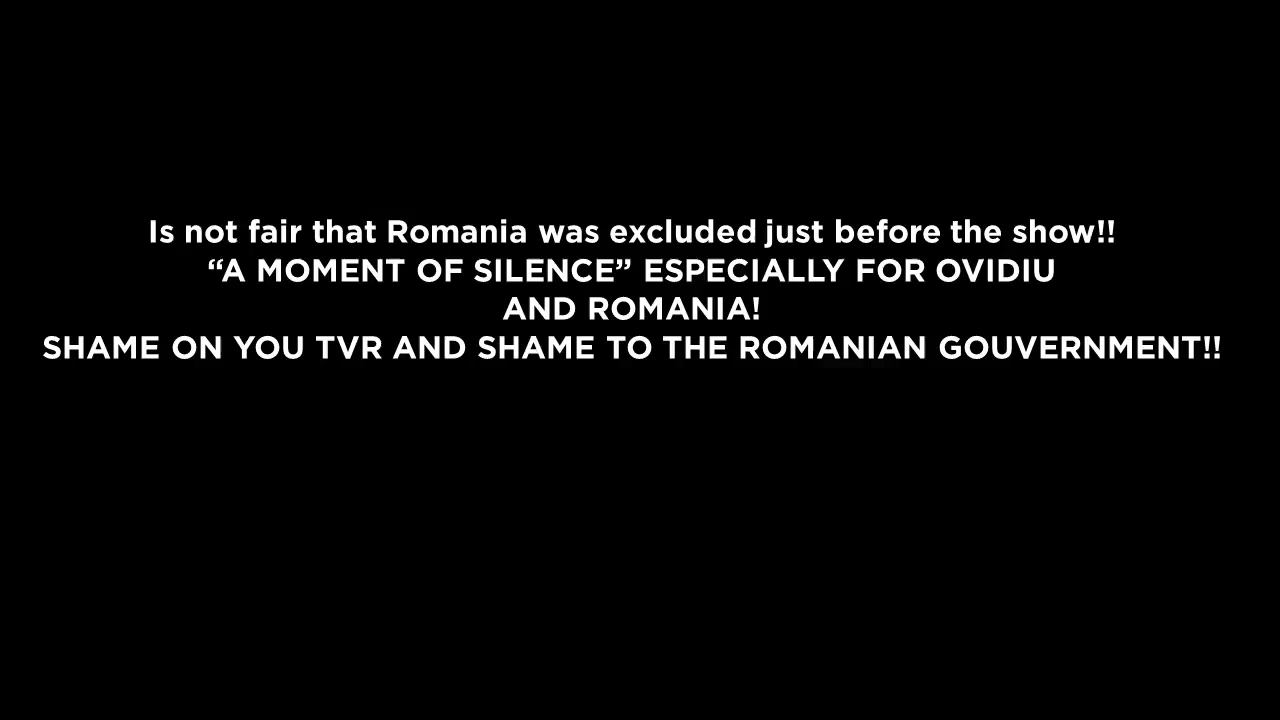 Is not fair that Romania was excluded just before the show!!
“A MOMENT OF SILENCE” ESPECIALLY FOR OVIDIU
AND ROMANIA!
SHAME ON YOU TVR AND SHAME TO THE ROMANIAN GOUVERNMENT!!